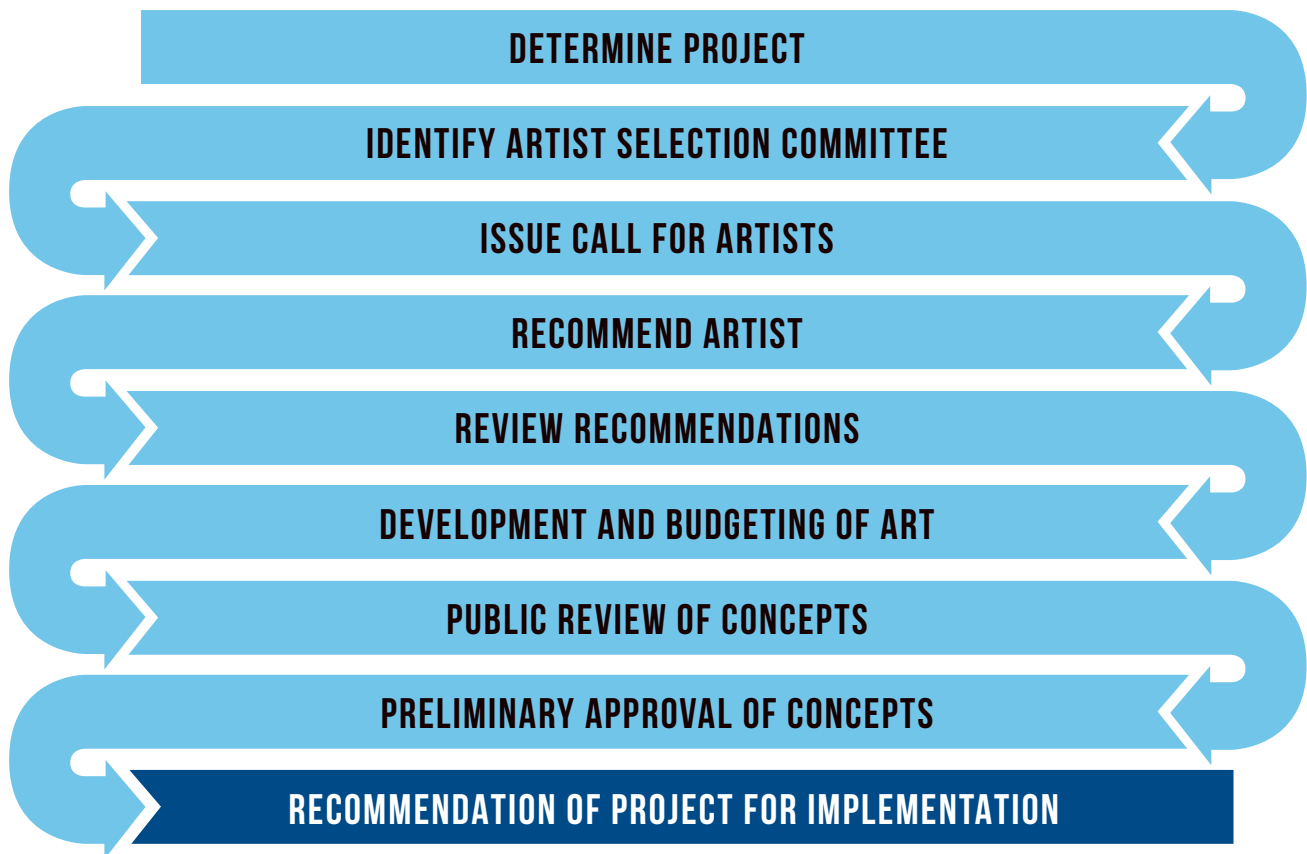 DETERMINE PROJECT
IDENTIFY ARTIST SELECTION COMMITTEE
ISSUE CALL FOR ARTISTS
RECOMMEND ARTIST
REVIEW RECOMMENDATIONS
DEVELOPMENT AND BUDGETING OF ART
PUBLIC REVIEW OF CONCEPTS
PRELIMINARY APPROVAL OF CONCEPTS
RECOMMENDATION OF PROJECT FOR IMPLEMENTATION